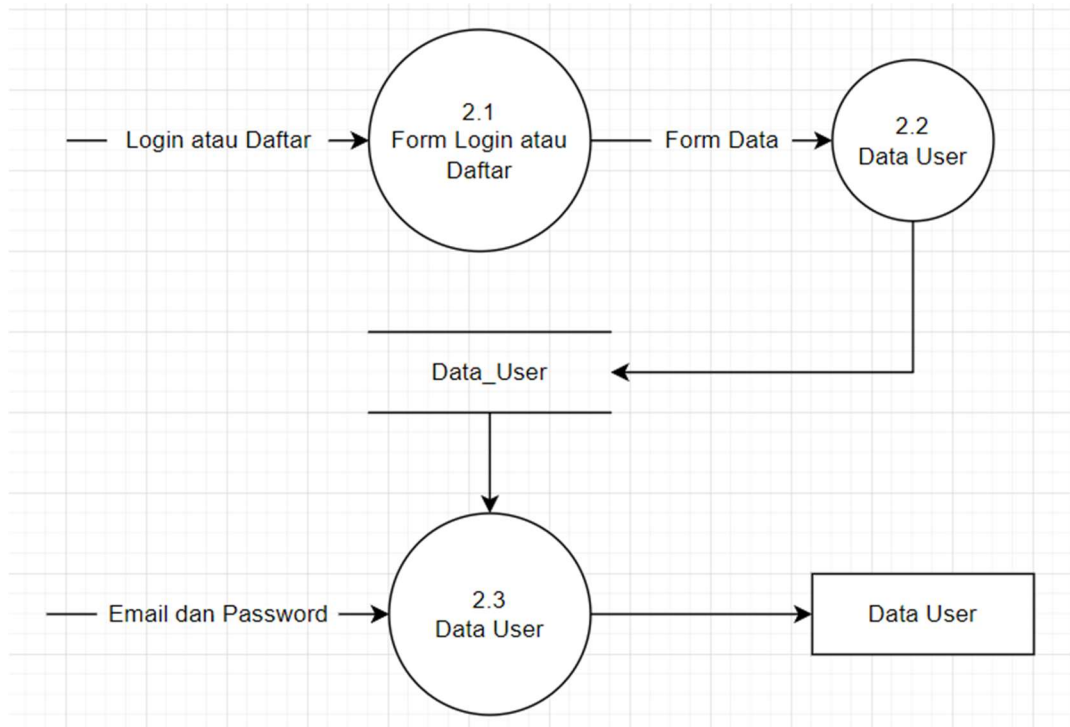 Login atau Daftar
2.1
Form Login atau
Daftar
Form Data
2.2
Data User
Data_User
Email dan Password
2.3
Data User
Data User